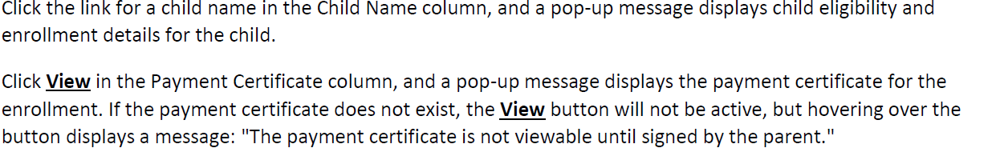 Click the link for a child name in the Child Name column, and a pop-up message displays child eligibility and
enrollment details for the child.
Click View in the Payment Certificate column, and a pop-up message displays the payment certificate for the
enrollment. If the payment certificate does not exist, the View button will not be active, but hovering over the
button displays a message: "The payment certificate is not viewable until signed by the parent."